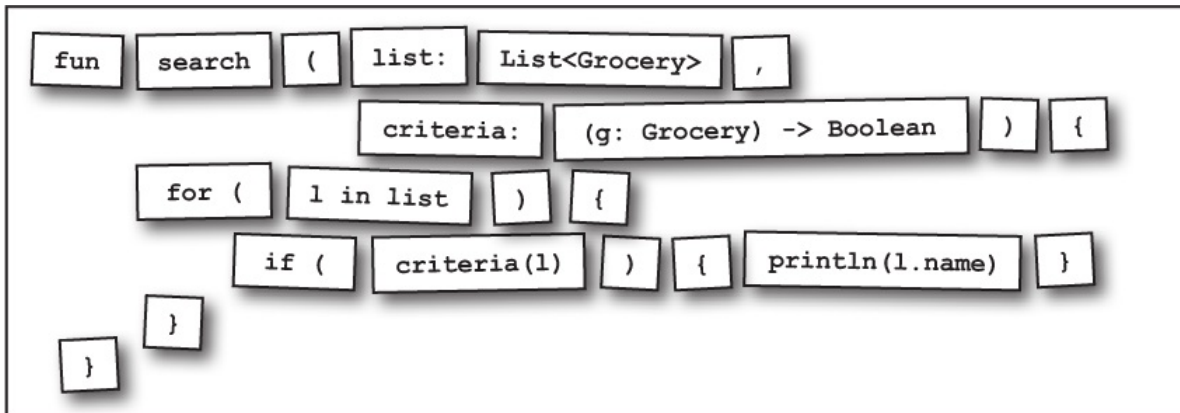 fun search ( list: List<Grocery> ,
criteria: (g: Grocery) -> Boolean ) {
for ( l in list ) {
if ( criteria(l) ) { println(l.name) }
}
}